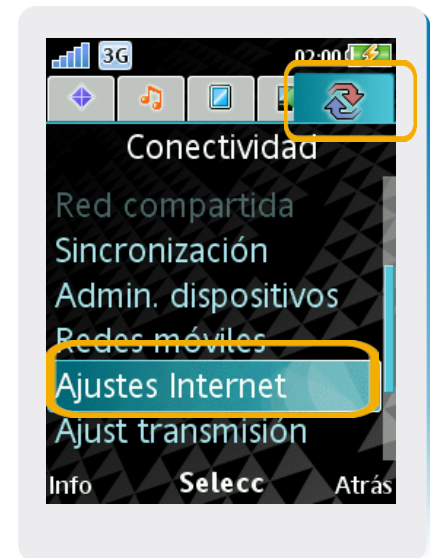 3G 02:00
Conectividad
Red compartida
Sincronización
Admin. dispositivos
Redes móviles
Ajustes Internet
Ajust transmisión
Info Selecc Atrás